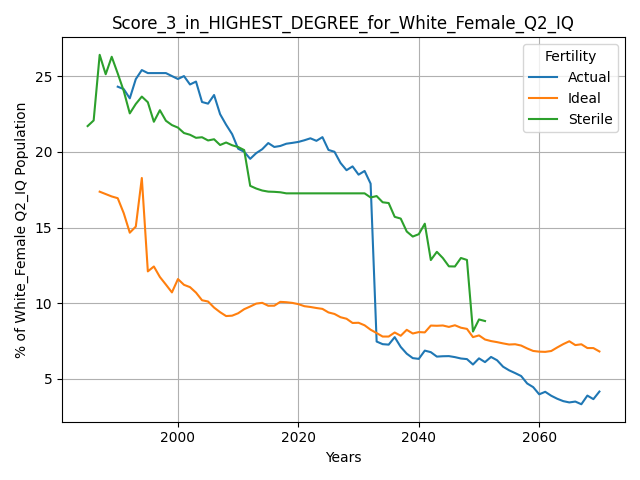 Score_3_in_HIGHEST_DEGREE_for_White_Female_Q2_IQ
Fertility
Actual
Ideal
Sterile
% of White_Female Q2_IQ Population
25
20
15
10
5
2000 2020 2040 2060
Years